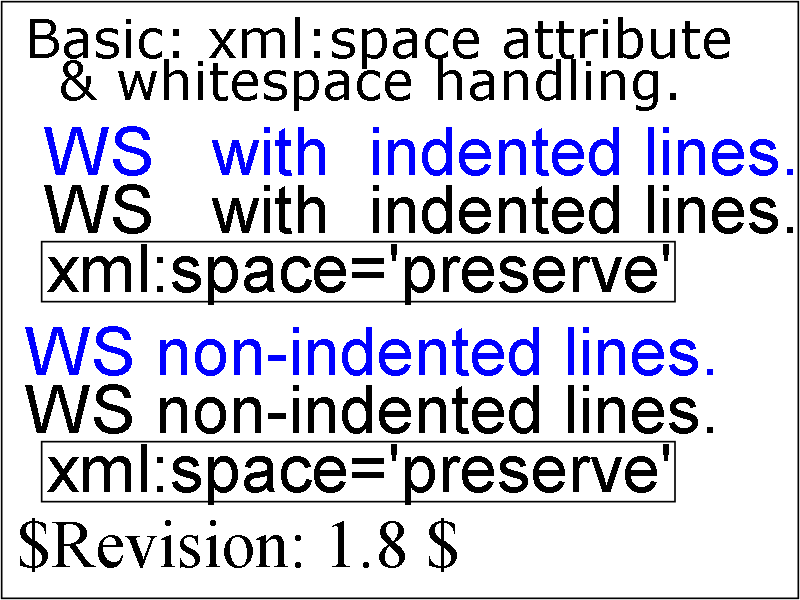 Basic: xml:space attribute
& whitespace handling.
WS   with  indented lines.
WS   with  indented lines.
xml:space='preserve'
WS non-indented lines.
WS non-indented lines.
xml:space='preserve'
$Revision: 1.8 $